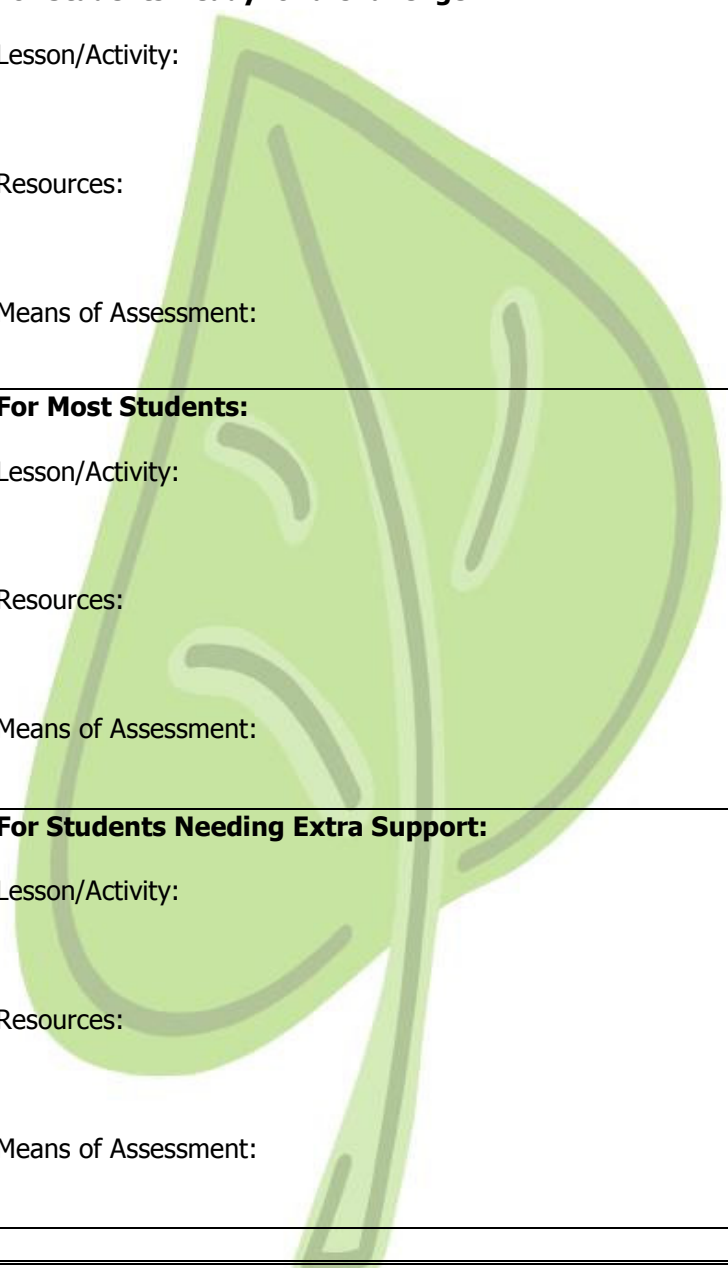 Lesson/Activity:
Resources:
Means of Assessment:
For Most Students:
Lesson/Activity:
Resources:
Means of Assessment:
For Students Needing Extra Support:
Lesson/Activity:
Resources:
Means of Assessment: